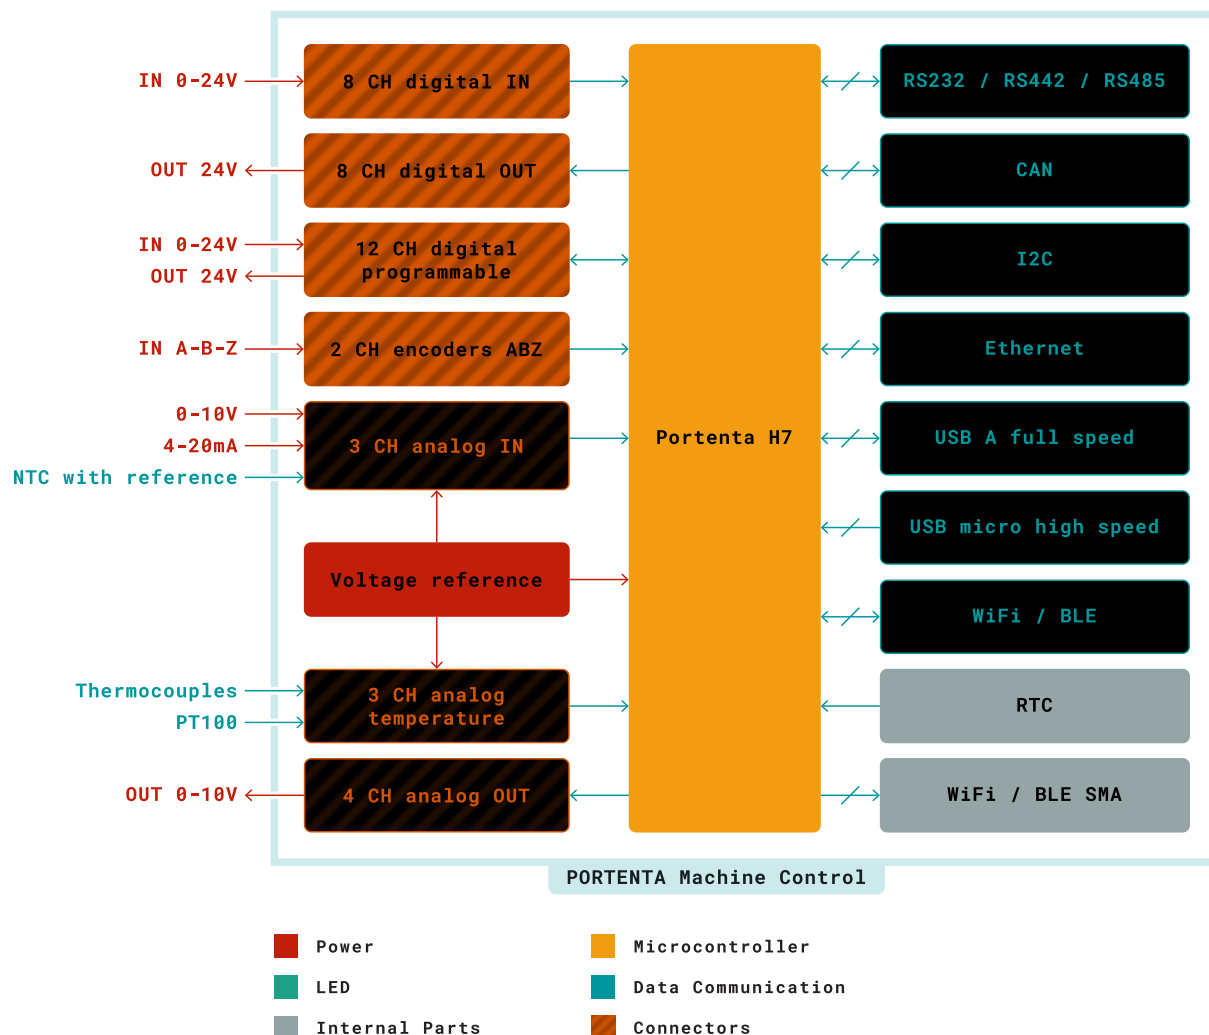 IN 0-24V
8 CH digital IN
RS232 / RS442 / RS485
OUT 24V
8 CH digital OUT
CAN
IN 0-24V
OUT 24V
12 CH digital
programmable
I2C
IN A-B-Z
2 CH encoders ABZ
Ethernet
0-10V
4-20mA
NTC with reference
3 CH analog IN
Portenta H7
USB A full speed
USB micro high speed
Voltage reference
WiFi / BLE
Thermocouples
PT100
3 CH analog
temperature
RTC
OUT 0-10V
4 CH analog OUT
WiFi / BLE SMA
PORTENTA Machine Control
Power
Microcontroller
LED
Data Communication
Internal Parts
Connectors